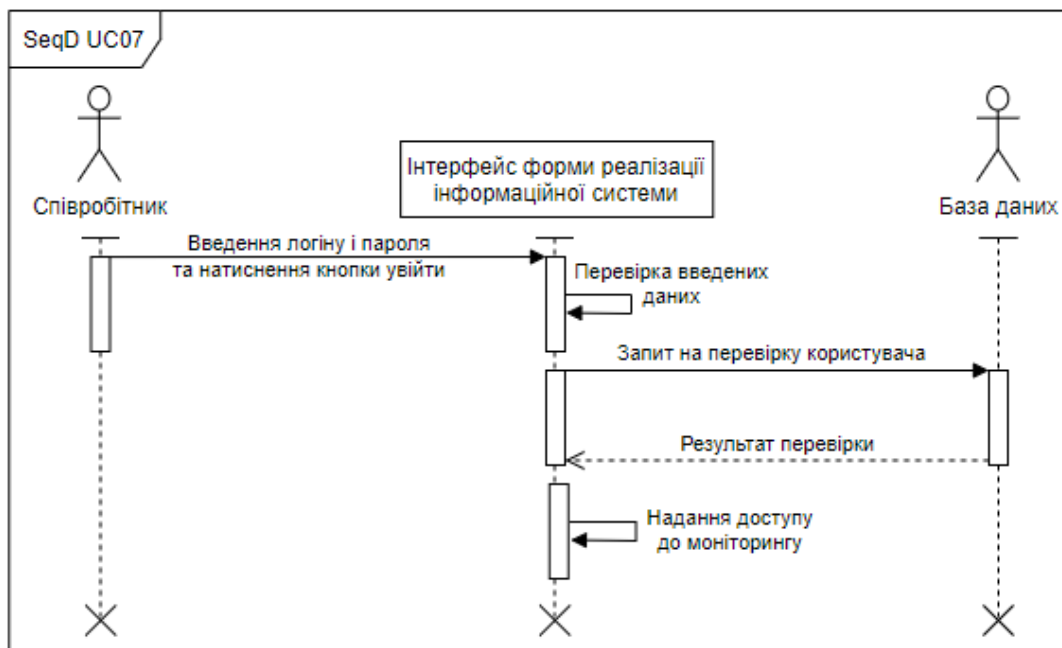 SeqD UC07
Співробітник
Інтерфейс форми реалізації
інформаційної системи
База даних
Введення логіну і пароля
та натиснення кнопки увійти
Перевірка введених
даних
Запит на перевірку користувача
Результат перевірки
Надання доступу
до моніторингу